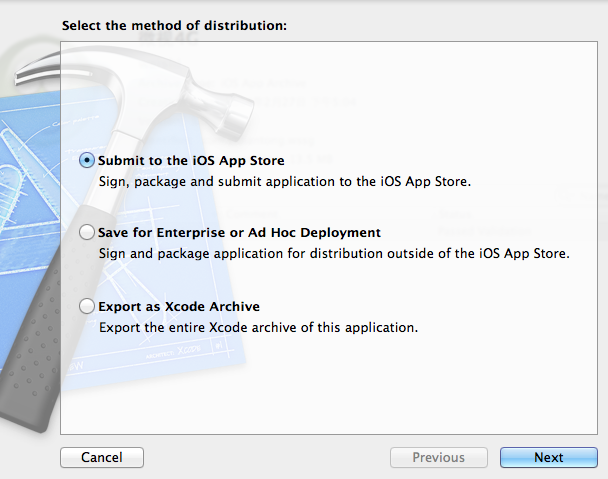 Select the method of distribution:
Submit to the iOS App Store
Sign, package and submit application to the iOS App Store.
Save for Enterprise or Ad Hoc Deployment
Sign and package application for distribution outside of the iOS App Store.
Export as Xcode Archive
Export the entire Xcode archive of this application.
Cancel
Previous
Next